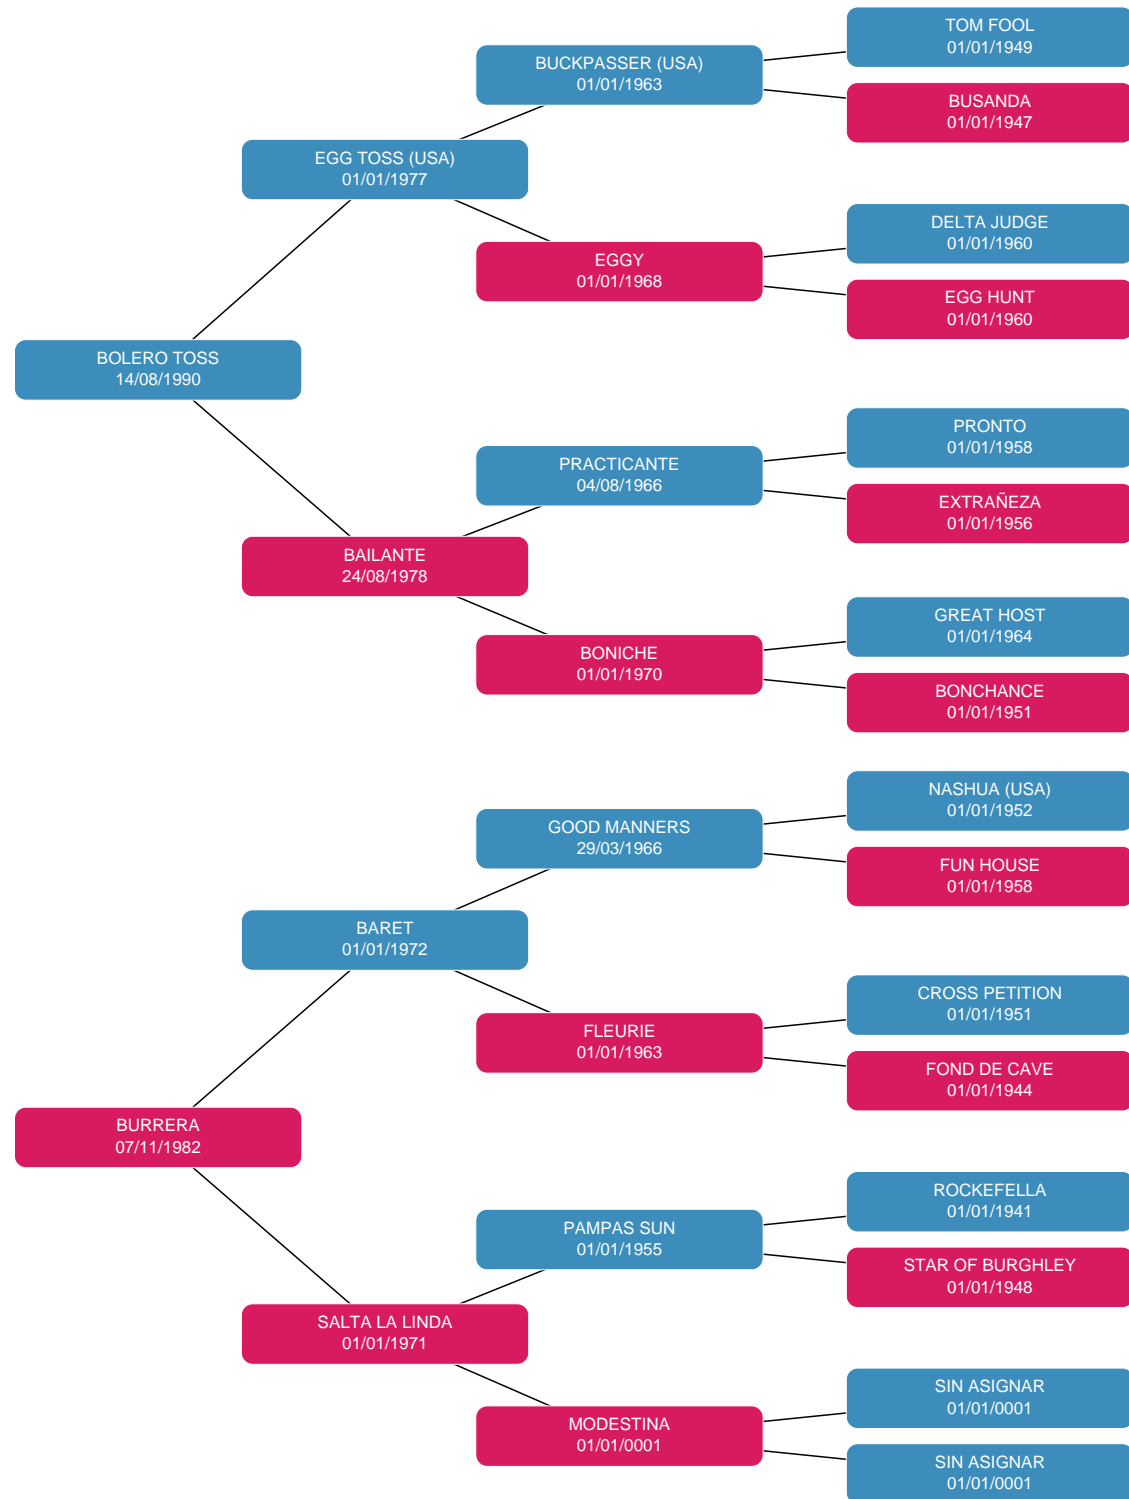 TOM FOOL
01/01/1949
BUCKPASSER (USA)
01/01/1963
BUSANDA
01/01/1947
EGG TOSS (USA)
01/01/1977
DELTA JUDGE
01/01/1960
EGGY
01/01/1968
EGG HUNT
01/01/1960
BOLERO TOSS
14/08/1990
PRONTO
01/01/1958
PRACTICANTE
04/08/1966
EXTRAÑEZA
01/01/1956
BAILANTE
24/08/1978
GREAT HOST
01/01/1964
BONICHE
01/01/1970
BONCHANCE
01/01/1951
NASHUA (USA)
01/01/1952
GOOD MANNERS
29/03/1966
FUN HOUSE
01/01/1958
BARET
01/01/1972
CROSS PETITION
01/01/1951
FLEURIE
01/01/1963
FOND DE CAVE
01/01/1944
BURRERA
07/11/1982
ROCKEFELLA
01/01/1941
PAMPAS SUN
01/01/1955
STAR OF BURGHLEY
01/01/1948
SALTA LA LINDA
01/01/1971
SIN ASIGNAR
01/01/0001
MODESTINA
01/01/0001
SIN ASIGNAR
01/01/0001